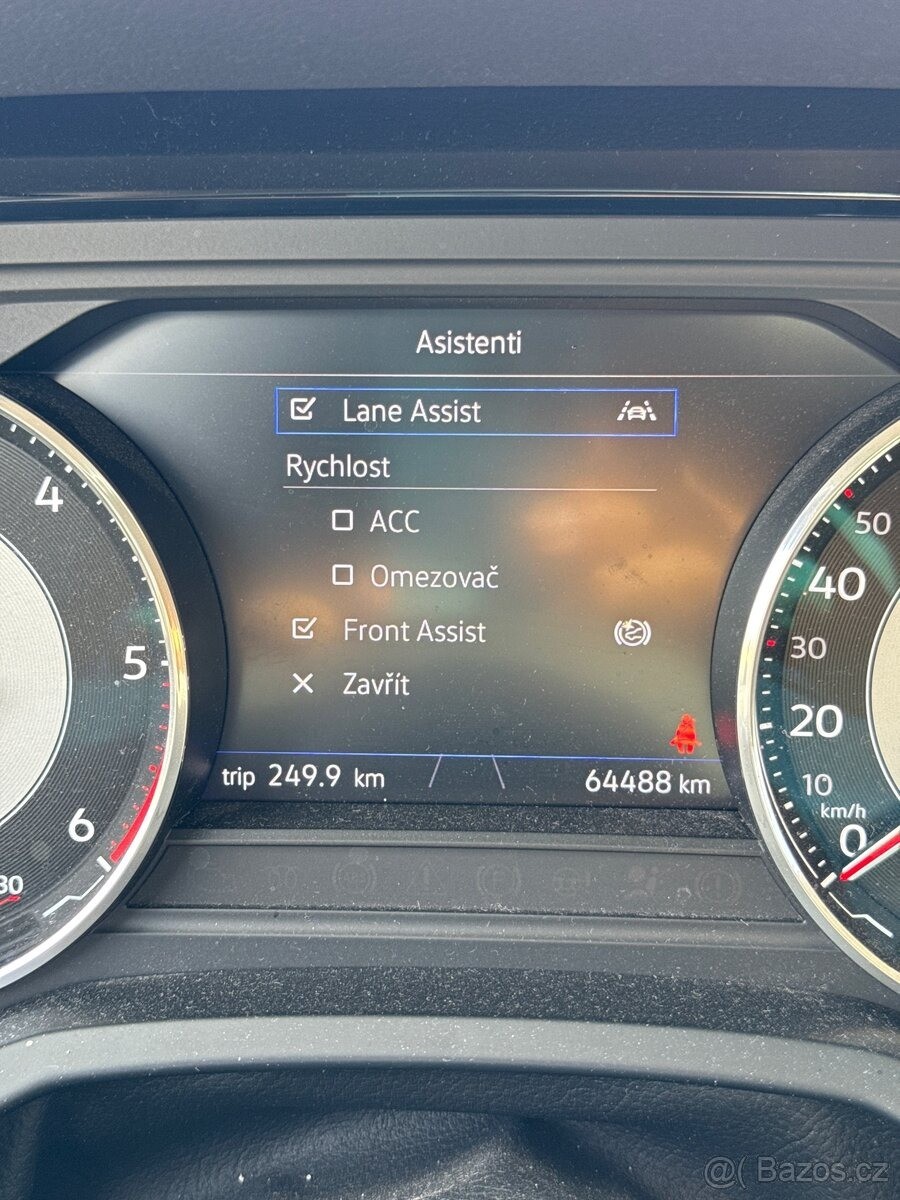 Asistenti
Lane Assist
Rychlost
ACC
Omezovač
Front Assist
Zavřít
trip 249.9 km
64488 km
4
5
6
30
50
40
30
20
10
km/h
0
@( Bazos.cz